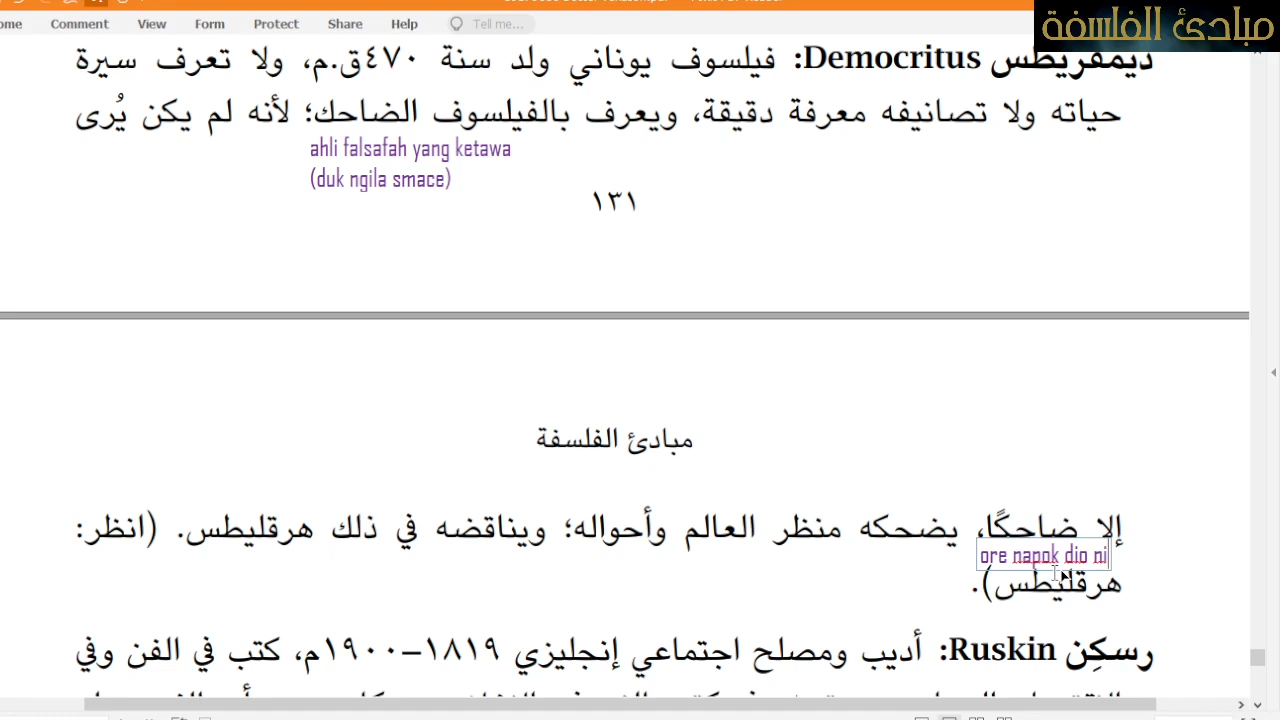 Comment View Form Protect Share Help Tell me...
مبادئ الفلسفة
ديمقريطس Democritus: فيلسوف يوناني ولد سنة ٤٧٠ق.م، ولا تعرف سيرة
حياته ولا تصانيفه معرفة دقيقة، ويعرف بالفيلسوف الضاحك؛ لأنه لم يكن يُرى
ahli falsafah yang ketawa
(duk ngila smace)
١٣١
مبادئ الفلسفة
إلا ضاحكًا، يضحكه منظر العالم وأحواله؛ ويناقضه في ذلك هرقليطس. (انظر:
ore napok dio ni
هرقليطس).
رسكِن Ruskin: أديب ومصلح اجتماعي إنجليزي ١٨١٩–١٩٠٠م، كتب في الفن وفي